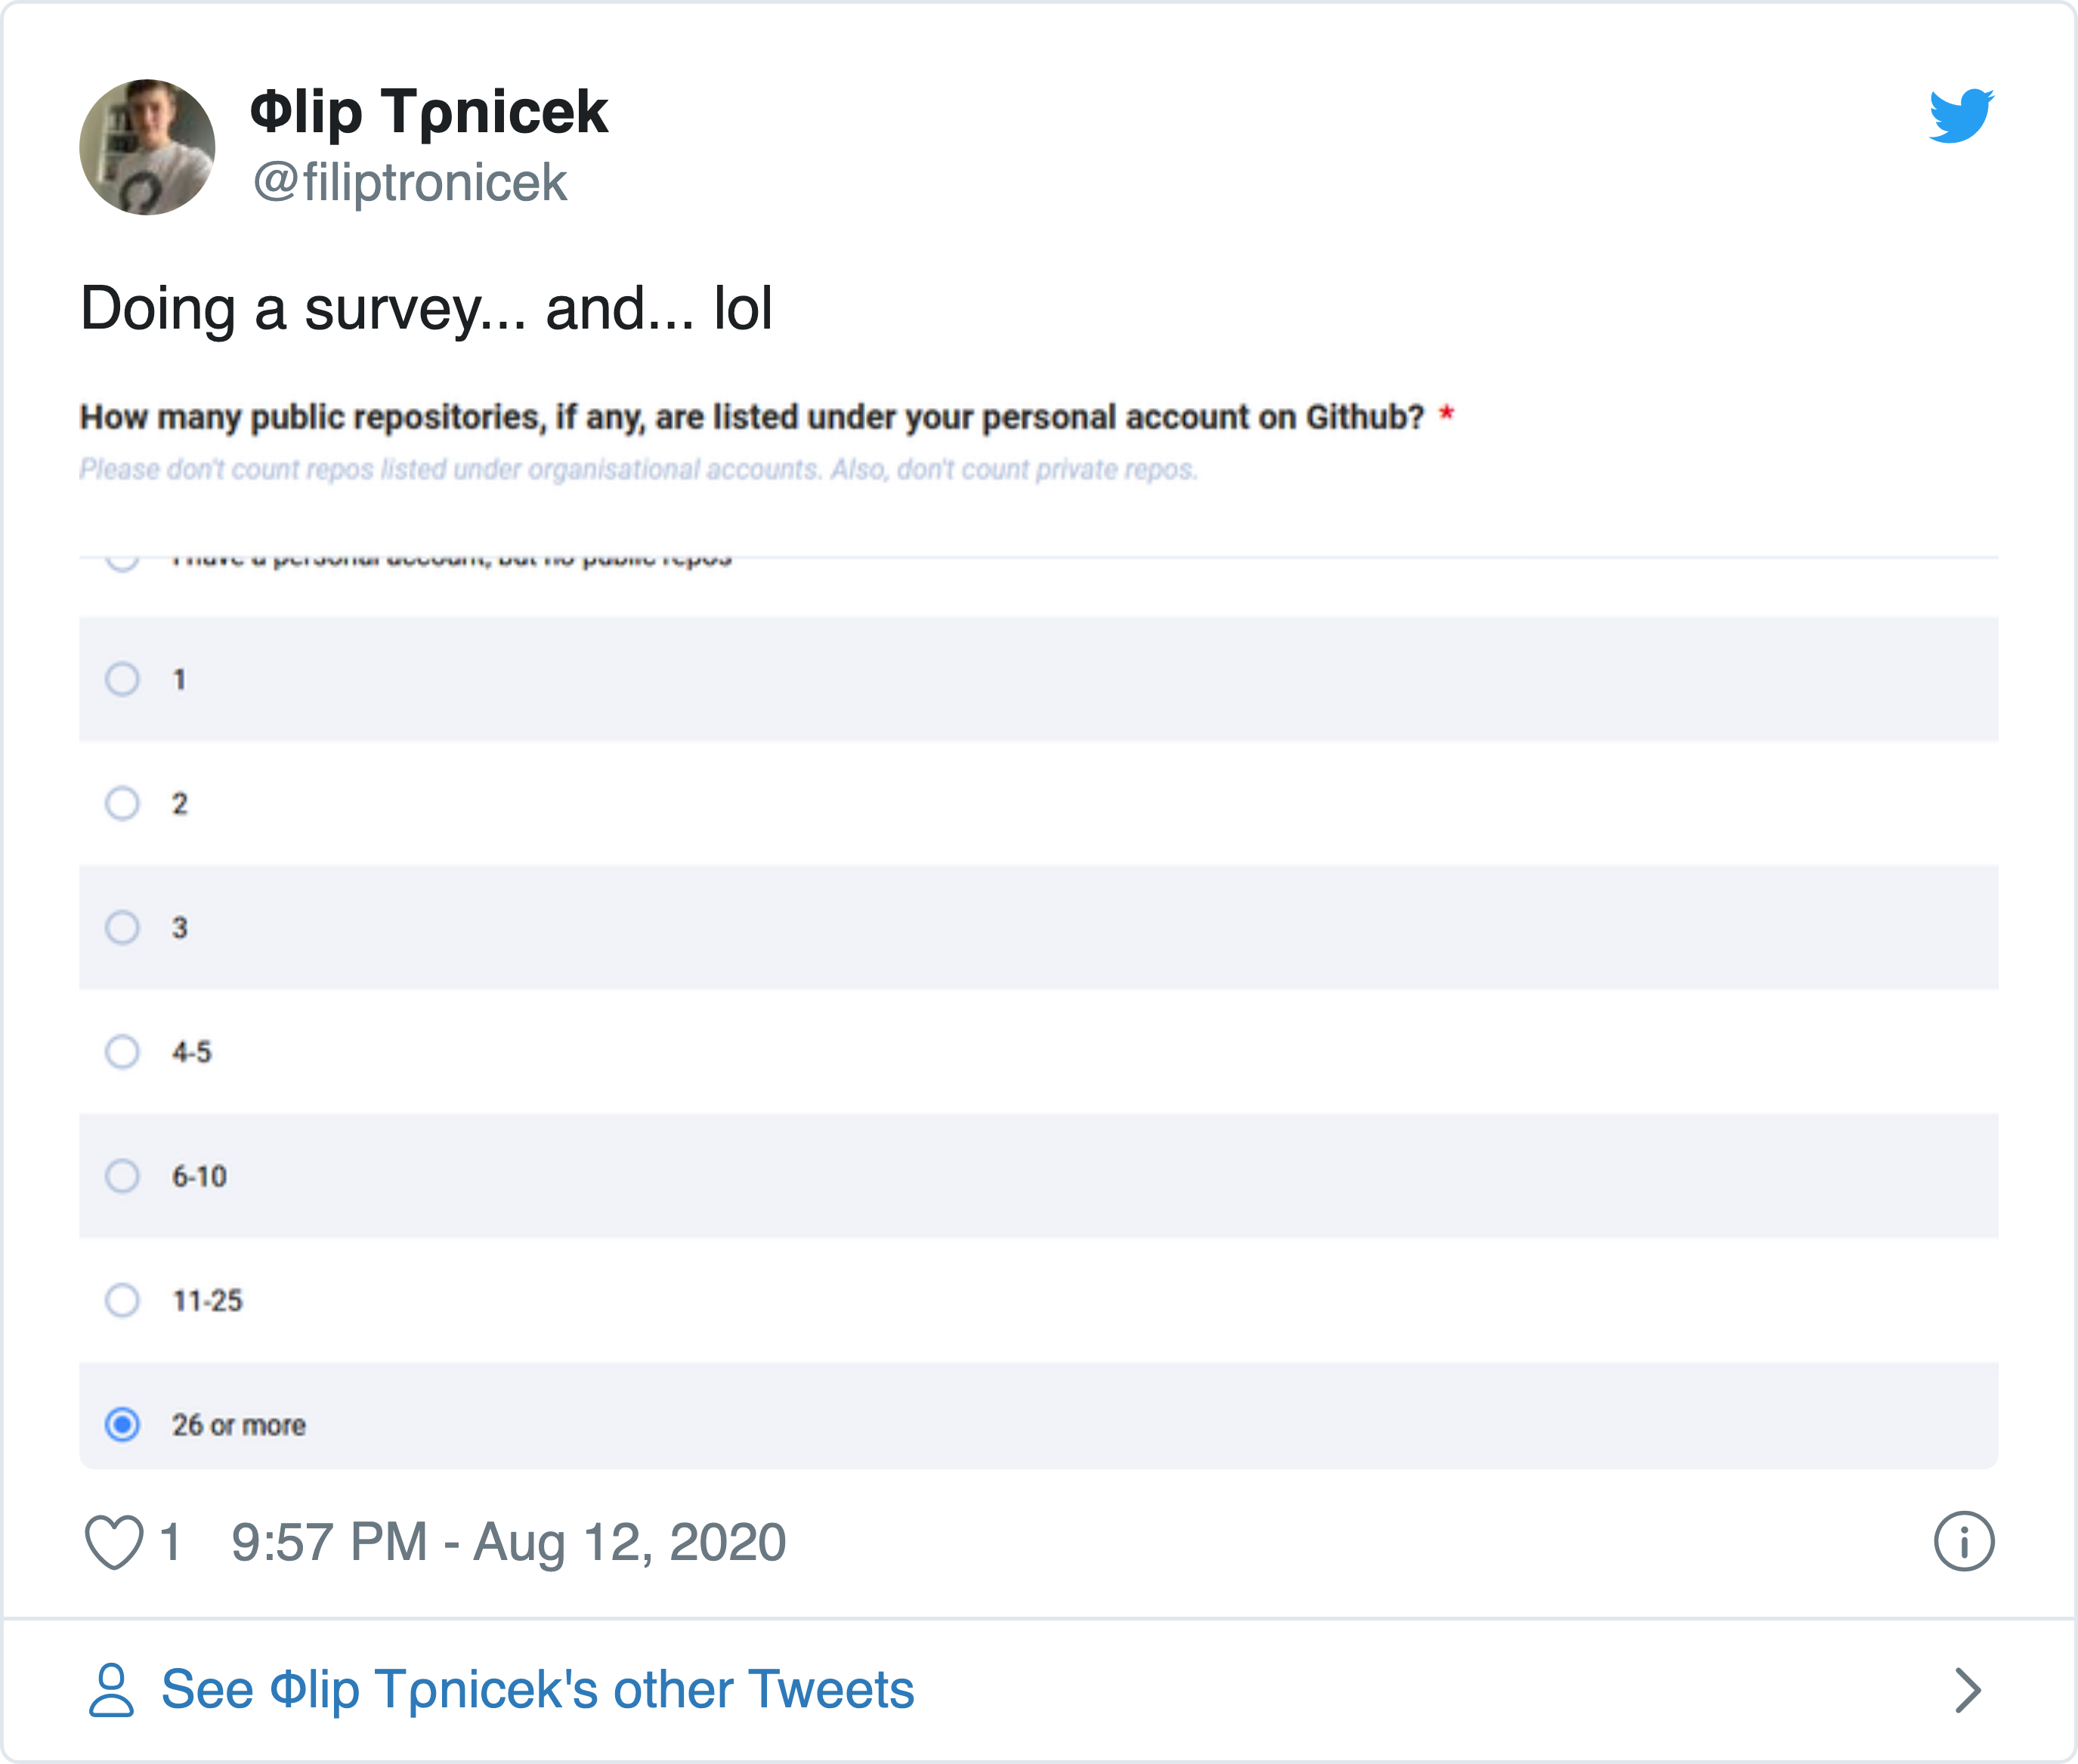 Φlip Tρnicek
@filiptronicek
Doing a survey... and... lol
How many public repositories, if any, are listed under your personal account on Github? *
Please don't count repos listed under organisational accounts. Also, don't count private repos.
I have a personal account, but no public repos
1
2
3
4-5
6-10
11-25
26 or more
1 9:57 PM - Aug 12, 2020
See Φlip Tρnicek's other Tweets